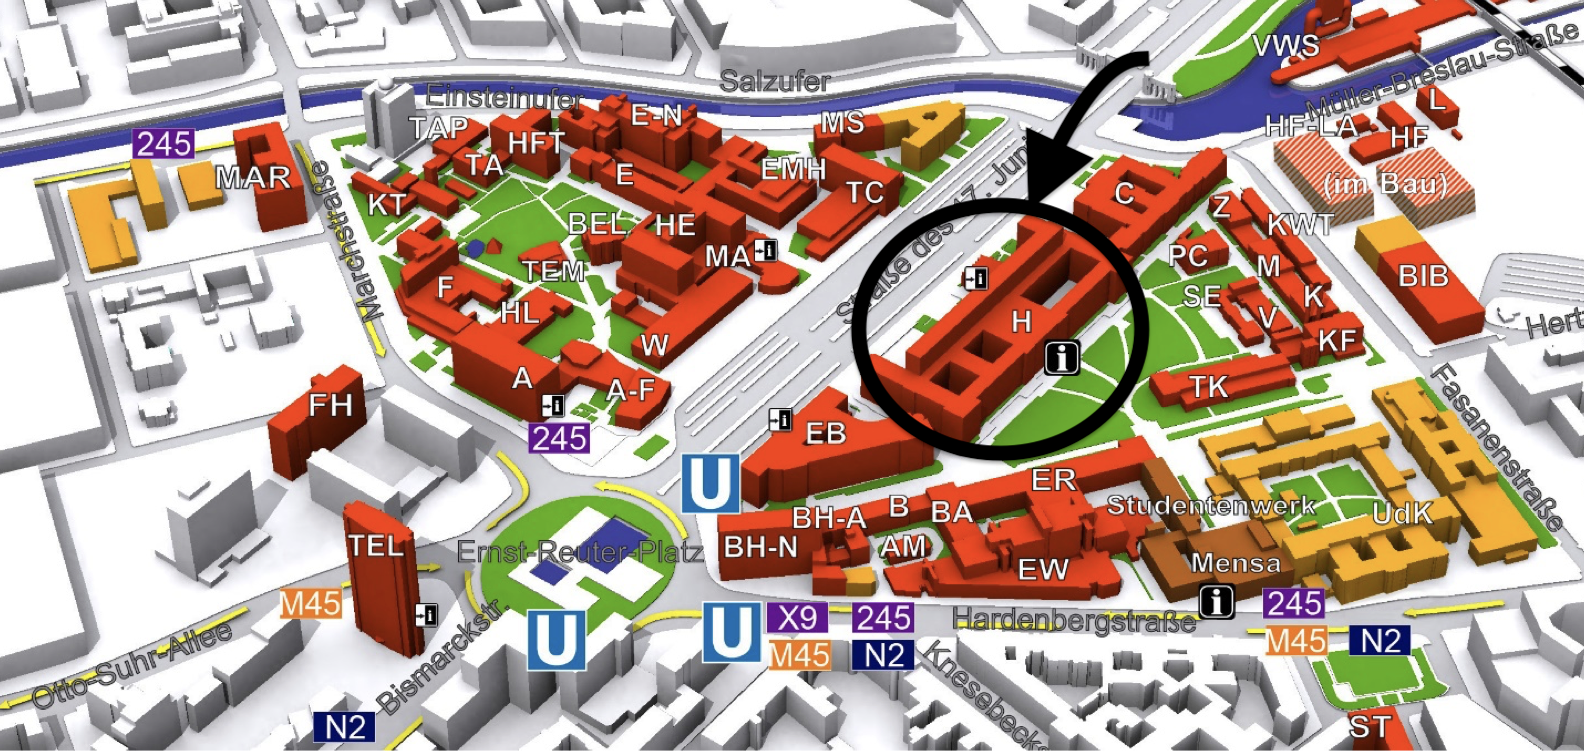 VWS
Salzufer
Müller-Breslau-Straße
Einsteinufer
E-N
L
TAP
HFT
MS
HF-LA
HF
245
TA
E
EMH
MAR
(im Bau)
KT
TC
C
Z
KWT
BEL
HE
Straße des 17. Juni
Marchstraße
MA
i
PC
M
BIB
TEM
F
i
SE
K
HL
H
V
Hert
W
i
KF
A
A-F
TK
FH
i
245
i
EB
Fasanenstraße
U
ER
B
BA
Studentenwerk
UdK
BH-A
TEL
Ernst-Reuter-Platz
BH-N
AM
EW
Mensa
M45
i
Bismarckstr.
i
245
X9
245
Hardenbergstraße
U
U
M45
N2
M45
N2
Otto-Suhr-Allee
Knesebecks
N2
ST